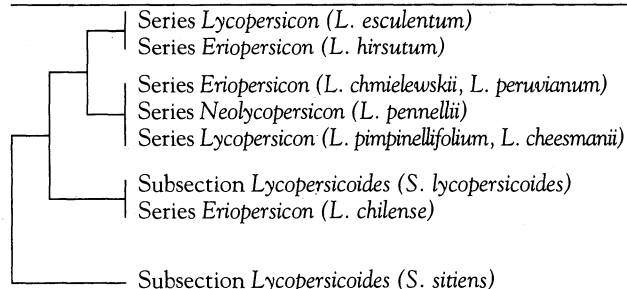 Series Lycopersicon (L. esculentum)
Series Eriopersicon (L. hirsutum)
Series Eriopersicon (L. chmielewskii, L. peruvianum)
Series Neolycopersicon (L. pennellii)
Series Lycopersicon (L. pimpinellifolium, L. cheesmanii)
Subsection Lycopersicoides (S. lycopersicoides)
Series Eriopersicon (L. chilense)
Subsection Lycopersicoides (S. sitiens)